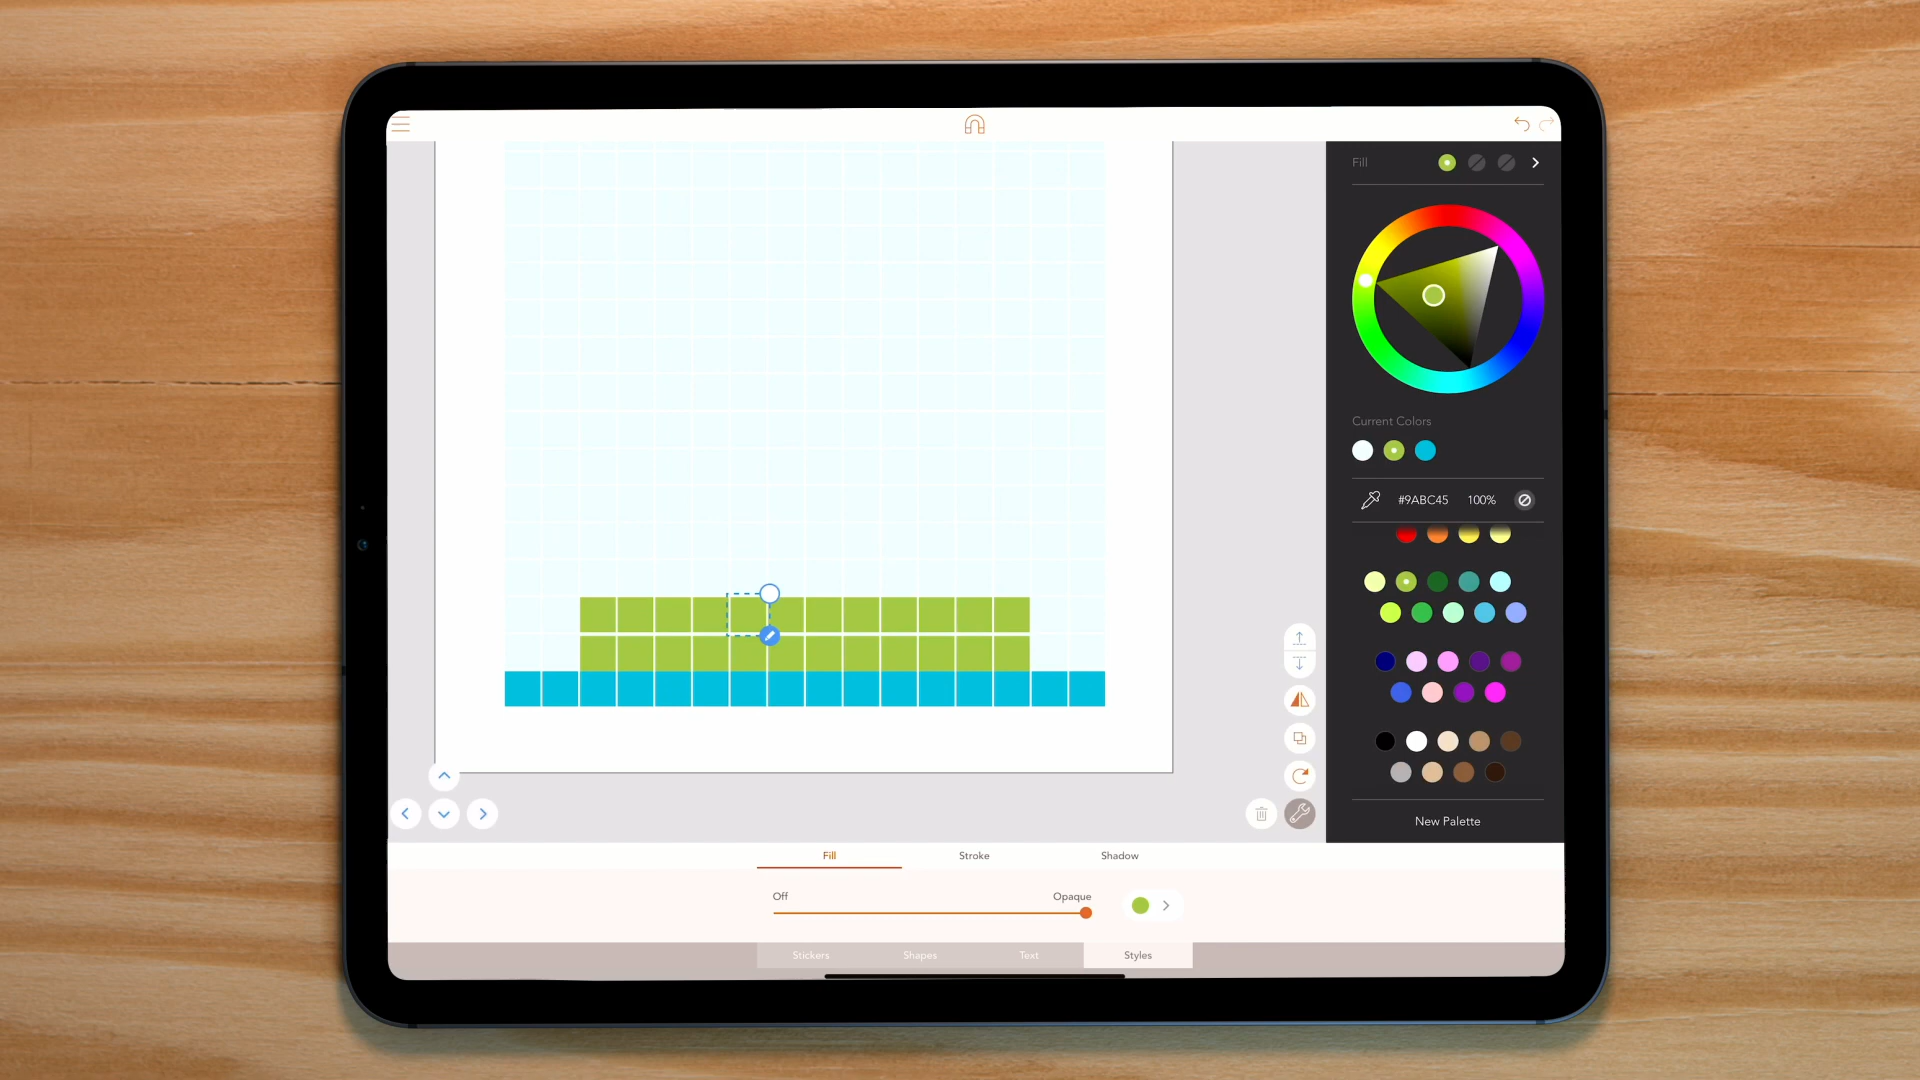 Fill
Current Colors
#9ABC45 100%
New Palette
Fill Stroke Shadow
Off Opaque
Stickers Shapes Text Styles